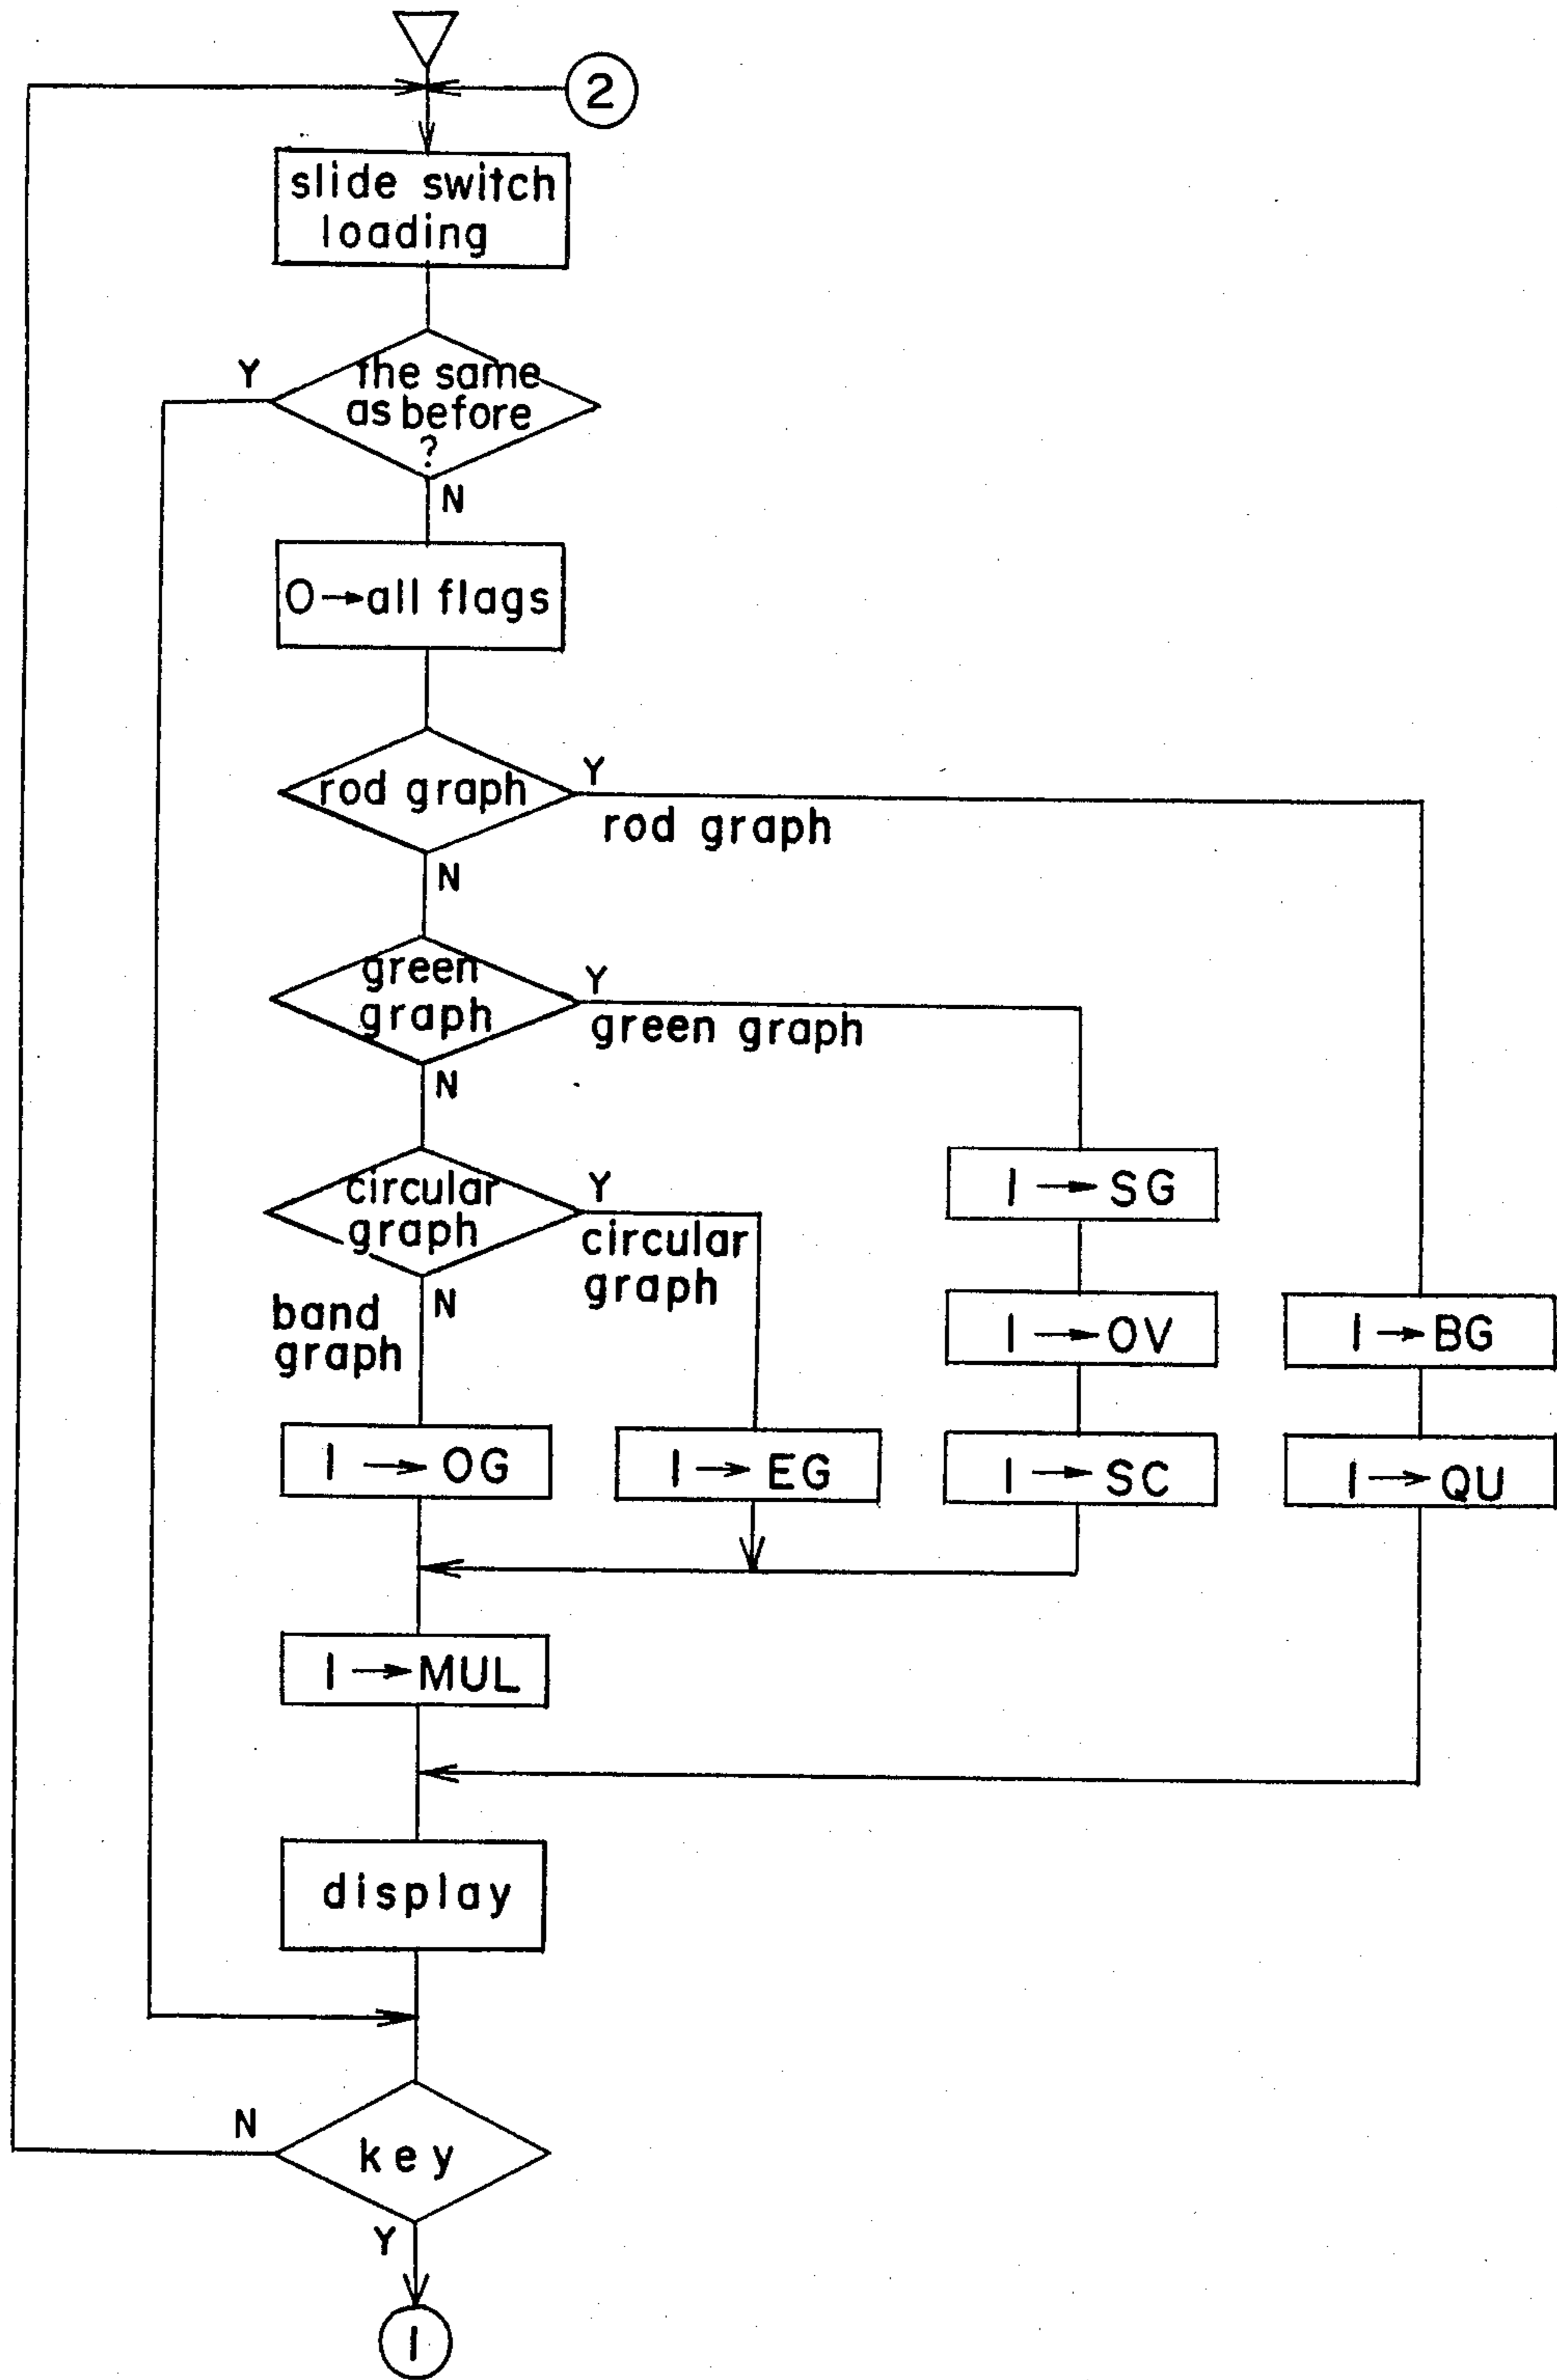 2
slide switch
loading
Y
the same
as before
?
N
0→all flags
rod graph
Y
rod graph
N
green
graph
Y
green graph
N
circular
graph
Y
circular
graph
N
band
graph
1→SG
1→OV
1→BG
1→OG
1→EG
1→SC
1→QU
1→MUL
display
N
key
Y
1